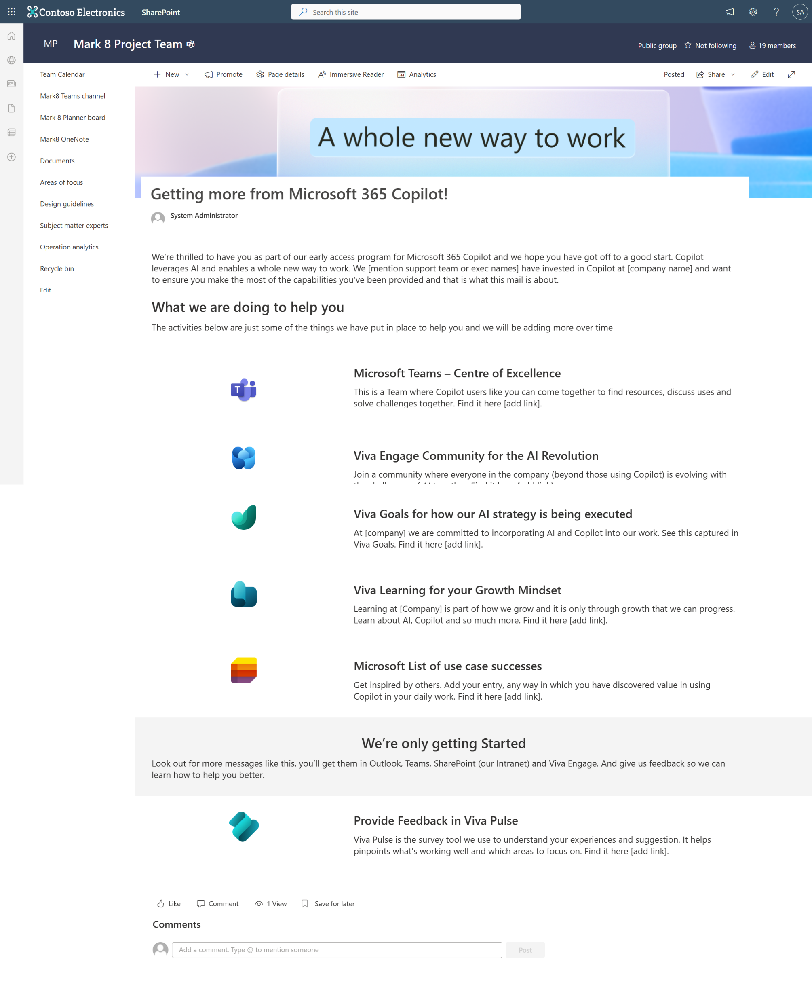 Contoso Electronics
SharePoint
Search this site
SA
MP
Mark 8 Project Team
Public group
Not following
19 members
Team Calendar
Mark8 Teams channel
Mark 8 Planner board
Mark8 OneNote
Documents
Areas of focus
Design guidelines
Subject matter experts
Operation analytics
Recycle bin
Edit
New
Promote
Page details
Immersive Reader
Analytics
Posted
Share
Edit
A whole new way to work
Getting more from Microsoft 365 Copilot!
System Administrator
We’re thrilled to have you as part of our early access program for Microsoft 365 Copilot and we hope you have got off to a good start. Copilot
leverages AI and enables a whole new way to work. We [mention support team or exec names] have invested in Copilot at [company name] and want
to ensure you make the most of the capabilities you’ve been provided and that is what this mail is about.
What we are doing to help you
The activities below are just some of the things we have put in place to help you and we will be adding more over time
T
Microsoft Teams – Centre of Excellence
This is a Team where Copilot users like you can come together to find resources, discuss uses and
solve challenges together. Find it here [add link].
Viva Engage Community for the AI Revolution
Join a community where everyone in the company (beyond those using Copilot) is evolving with
Viva Goals for how our AI strategy is being executed
At [company] we are committed to incorporating AI and Copilot into our work. See this captured in
Viva Goals. Find it here [add link].
Viva Learning for your Growth Mindset
Learning at [Company] is part of how we grow and it is only through growth that we can progress.
Learn about AI, Copilot and so much more. Find it here [add link].
Microsoft List of use case successes
Get inspired by others. Add your entry, any way in which you have discovered value in using
Copilot in your daily work. Find it here [add link].
We’re only getting Started
Look out for more messages like this, you’ll get them in Outlook, Teams, SharePoint (our Intranet) and Viva Engage. And give us feedback so we can
learn how to help you better.
Provide Feedback in Viva Pulse
Viva Pulse is the survey tool we use to understand your experiences and suggestion. It helps
pinpoints what's working well and which areas to focus on. Find it here [add link].
Like
Comment
1 View
Save for later
Comments
Add a comment. Type @ to mention someone
Post